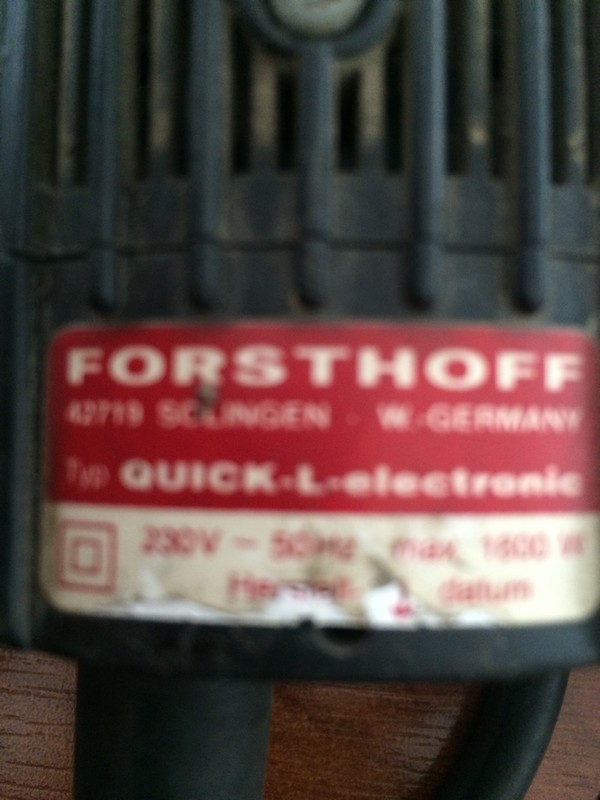 FORSTHOFF
42719 SOLINGEN · W.-GERMANY
Typ QUICK-L-electronic
230V ~ 50Hz max. 1600 W
datum